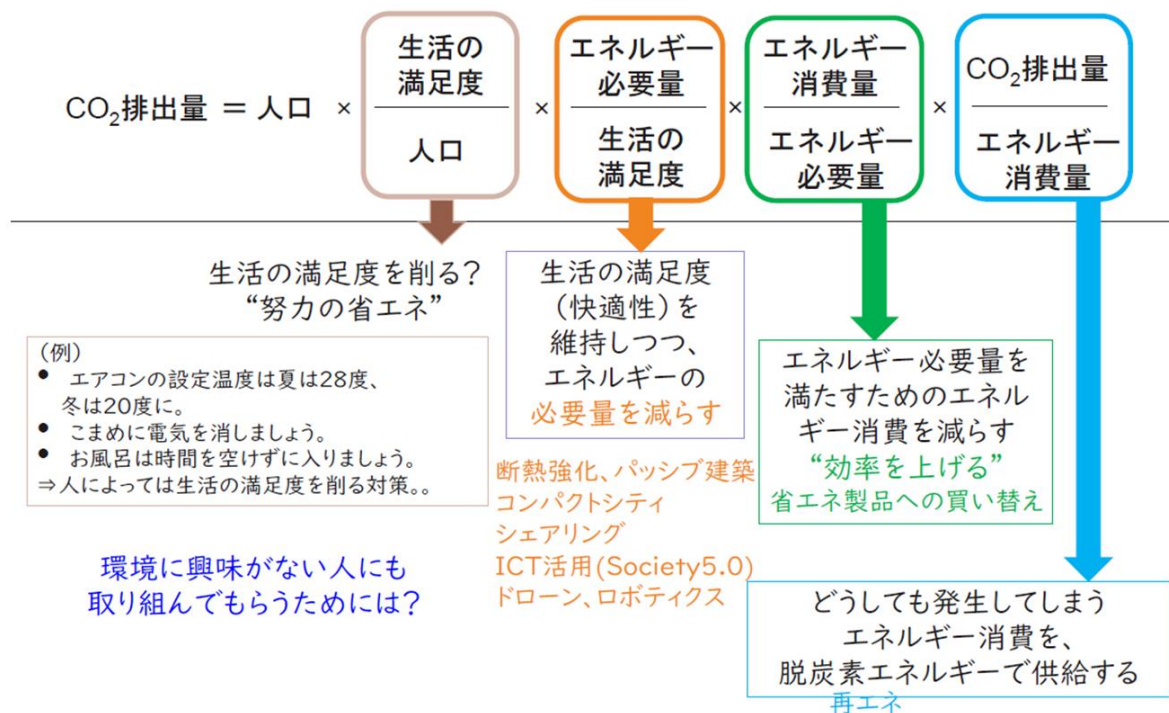 CO₂排出量 = 人口 × 生活の満足度 / 人口 × エネルギー必要量 / 生活の満足度 × エネルギー消費量 / エネルギー必要量 × CO₂排出量 / エネルギー消費量
生活の満足度を削る?
“努力の省エネ”
(例)
● エアコンの設定温度は夏は28度、
冬は20度に。
● こまめに電気を消しましょう。
● お風呂は時間を空けずに入りましょう。
⇒人によっては生活の満足度を削る対策。。
環境に興味がない人にも
取り組んでもらうためには?
生活の満足度
(快適性)を
維持しつつ、
エネルギーの
必要量を減らす
断熱強化、パッシブ建築
コンパクトシティ
シェアリング
ICT活用(Society5.0)
ドローン、ロボティクス
エネルギー必要量を
満たすためのエネル
ギー消費を減らす
“効率を上げる”
省エネ製品への買い替え
どうしても発生してしまう
エネルギー消費を、
脱炭素エネルギーで供給する
再エネ